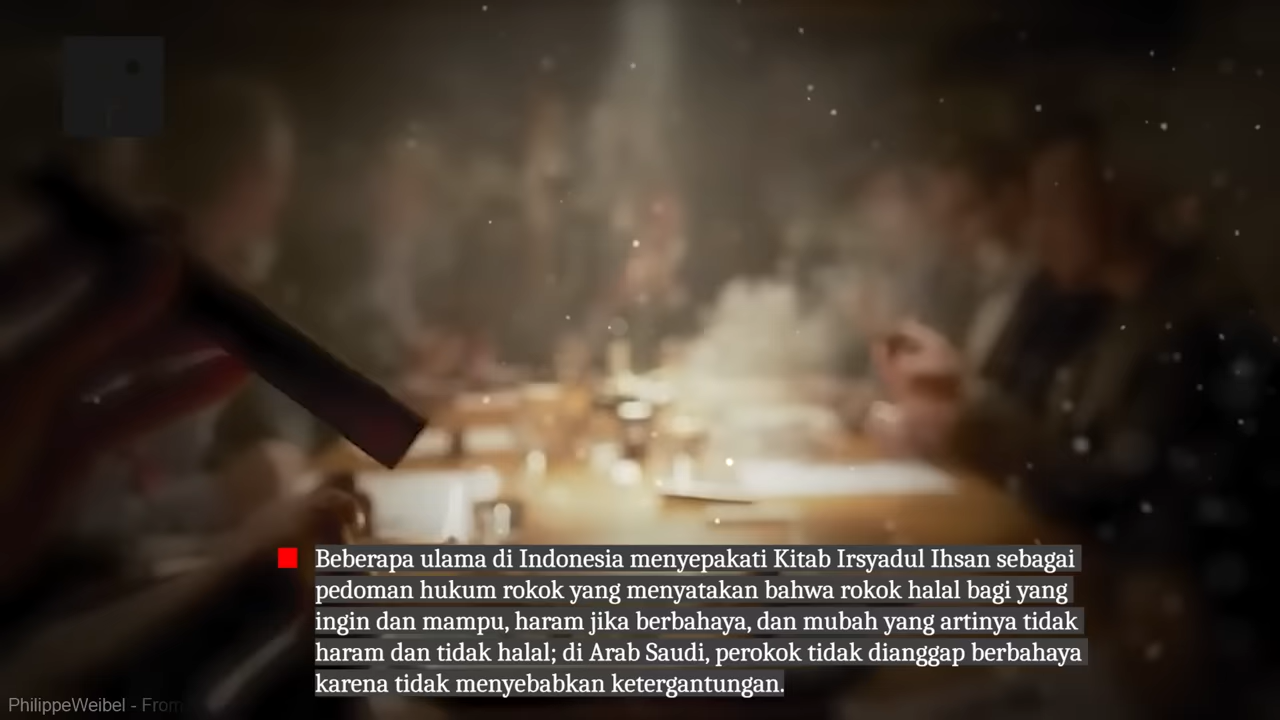 Beberapa ulama di Indonesia menyepakati Kitab Irsyadul Ihsan sebagai
pedoman hukum rokok yang menyatakan bahwa rokok halal bagi yang
ingin dan mampu, haram jika berbahaya, dan mubah yang artinya tidak
haram dan tidak halal; di Arab Saudi, perokok tidak dianggap berbahaya
karena tidak menyebabkan ketergantungan.
PhilippeWeibel - From